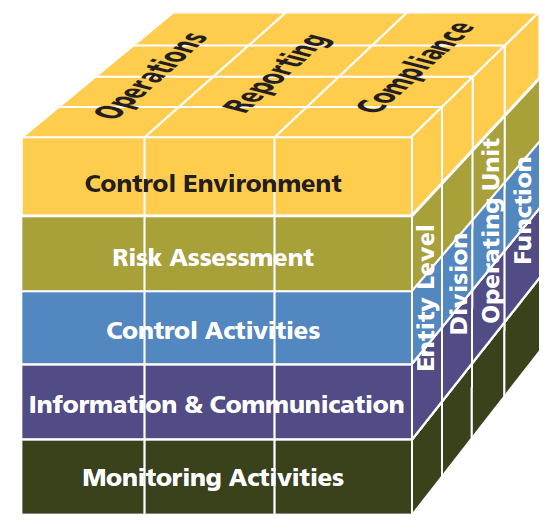 Operations
Reporting
Compliance
Control Environment
Risk Assessment
Control Activities
Information & Communication
Monitoring Activities
Entity Level
Division
Operating Unit
Function